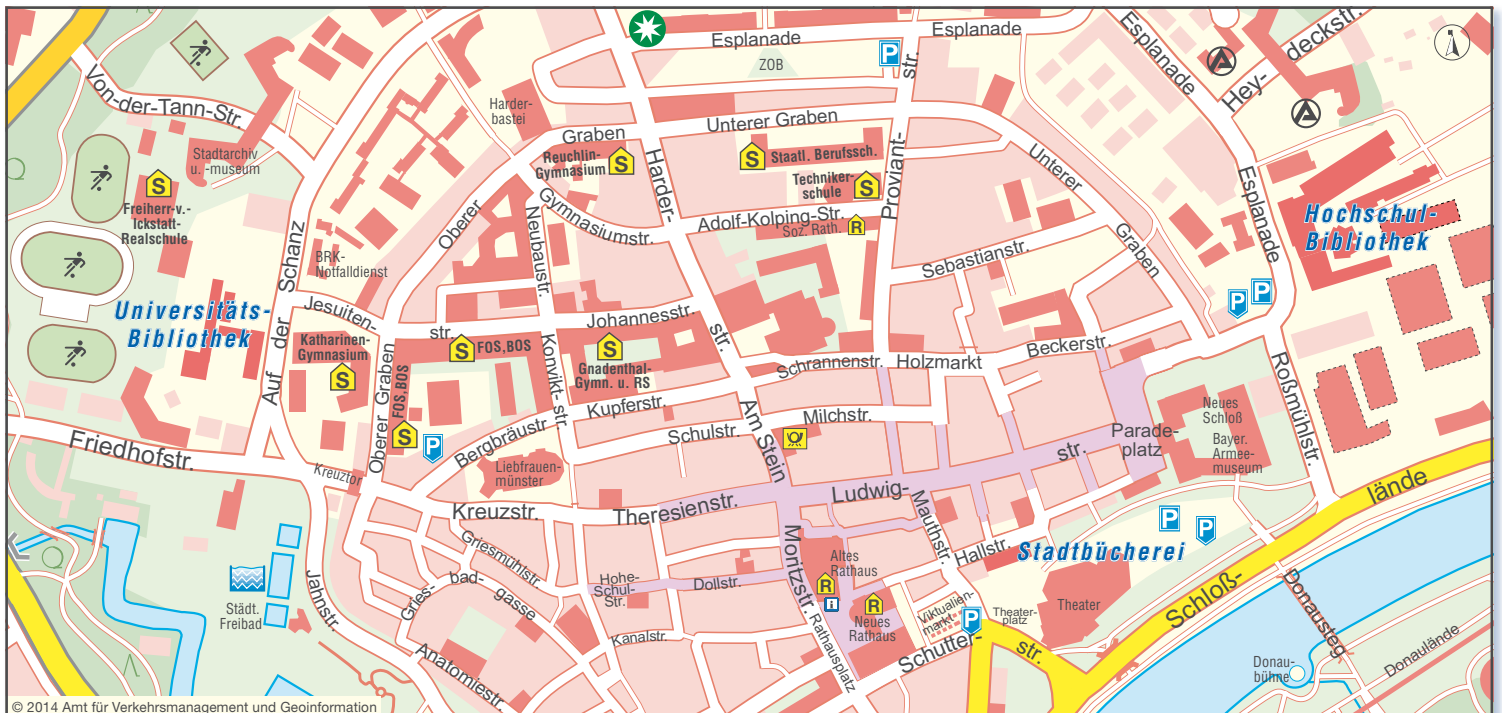 Esplanade
Esplanade
ZOB
P
Esplanade
Hey-
deckstr.
Von-der-Tann-Str.
Harder-
bastei
Graben
Unterer Graben
Stadtarchiv
u. -museum
Reuchlin-
Gymnasium
S
Harder-
str.
S
Staatl. Berufssch.
Techniker-
schule
S
Proviant-
str.
Unterer
Graben
Esplanade
Hochschul-
Bibliothek
S
Freiherr-v.-
Ickstatt-
Realschule
Oberer
Gymnasiumstr.
Neubaustr.
Adolf-Kolping-Str.
Soz. Rath.
R
Sebastianstr.
BRK-
Notfalldienst
Auf der Schanz
P
P
Universitäts-
Bibliothek
Jesuiten-
str.
Johannesstr.
Katharinen-
Gymnasium
S
S
FOS,BOS
S
Gnadenthal-
Gymn. u. RS
Konvikt-
str.
Schrannenstr.
Holzmarkt
Beckerstr.
Roßmühlstr.
Oberer Graben
FOS,BOS
S
P
Kupferstr.
Am Stein
Milchstr.
Neues
Schloß
Bayer.
Armee-
museum
Parade-
platz
Friedhofstr.
Bergbräustr.
Schulstr.
Liebfrauen-
münster
Kreuztor
Kreuzstr.
Theresienstr.
Ludwig-
str.
Mauthstr.
Schloß-
lände
P
P
Stadtbücherei
Hallstr.
Griesmühlstr.
Gries-
bad-
gasse
Hohe-
Schul-
Str.
Dollstr.
Moritzstr.
Altes
Rathaus
R
i
R
Neues
Rathaus
Viktualien-
markt
P
Theater-
platz
Theater
Städt.
Freibad
Jahnstr.
Kanalstr.
Rathausplatz
Schutter-
str.
Donausteg
Donau-
bühne
Donaulände
Anatomiestr.
© 2014 Amt für Verkehrsmanagement und Geoinformation